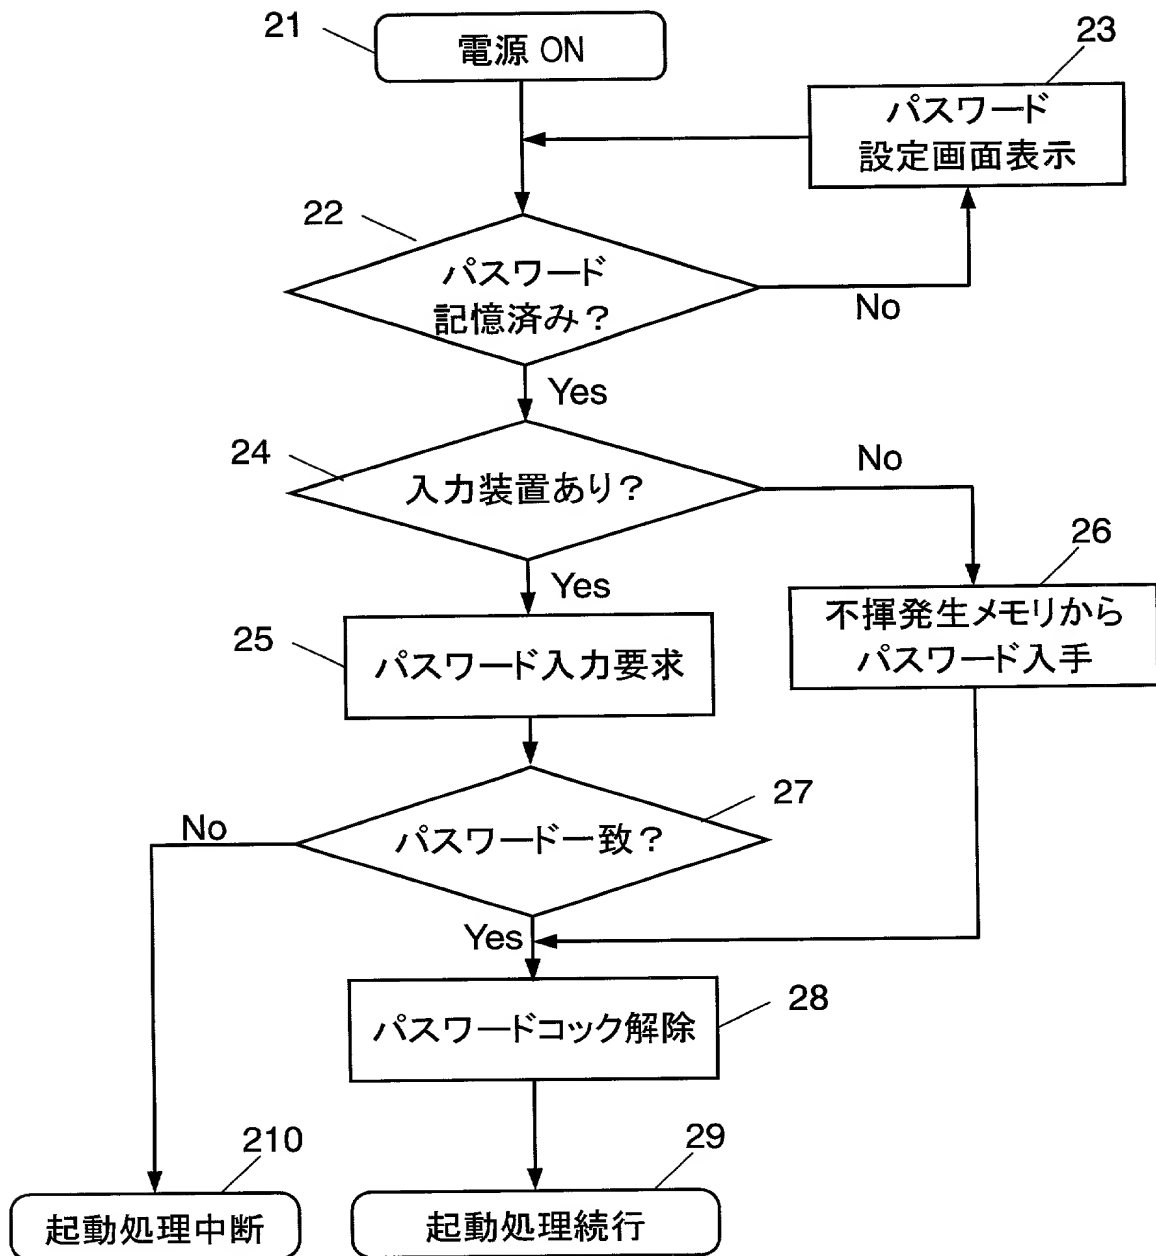 21
電源 ON
23
パスワード
設定画面表示
22
パスワード
記憶済み？
No
Yes
24
入力装置あり？
No
26
Yes
不揮発生メモリから
パスワード入手
25
パスワード入力要求
27
No
パスワード一致？
Yes
28
パスワードコック解除
210
29
起動処理中断
起動処理続行